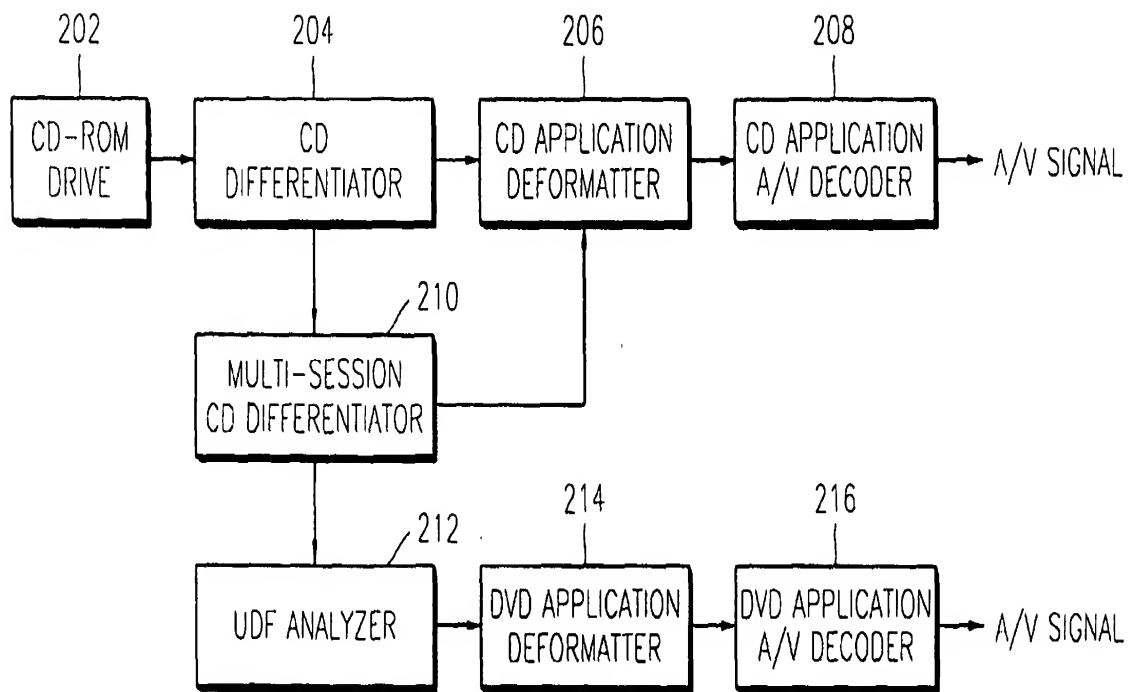 202
204
206
208
CD-ROM
DRIVE
CD
DIFFERENTIATOR
CD APPLICATION
DEFORMATTER
CD APPLICATION
A/V DECODER
A/V SIGNAL
210
MULTI-SESSION
CD DIFFERENTIATOR
212
214
216
UDF ANALYZER
DVD APPLICATION
DEFORMATTER
DVD APPLICATION
A/V DECODER
A/V SIGNAL